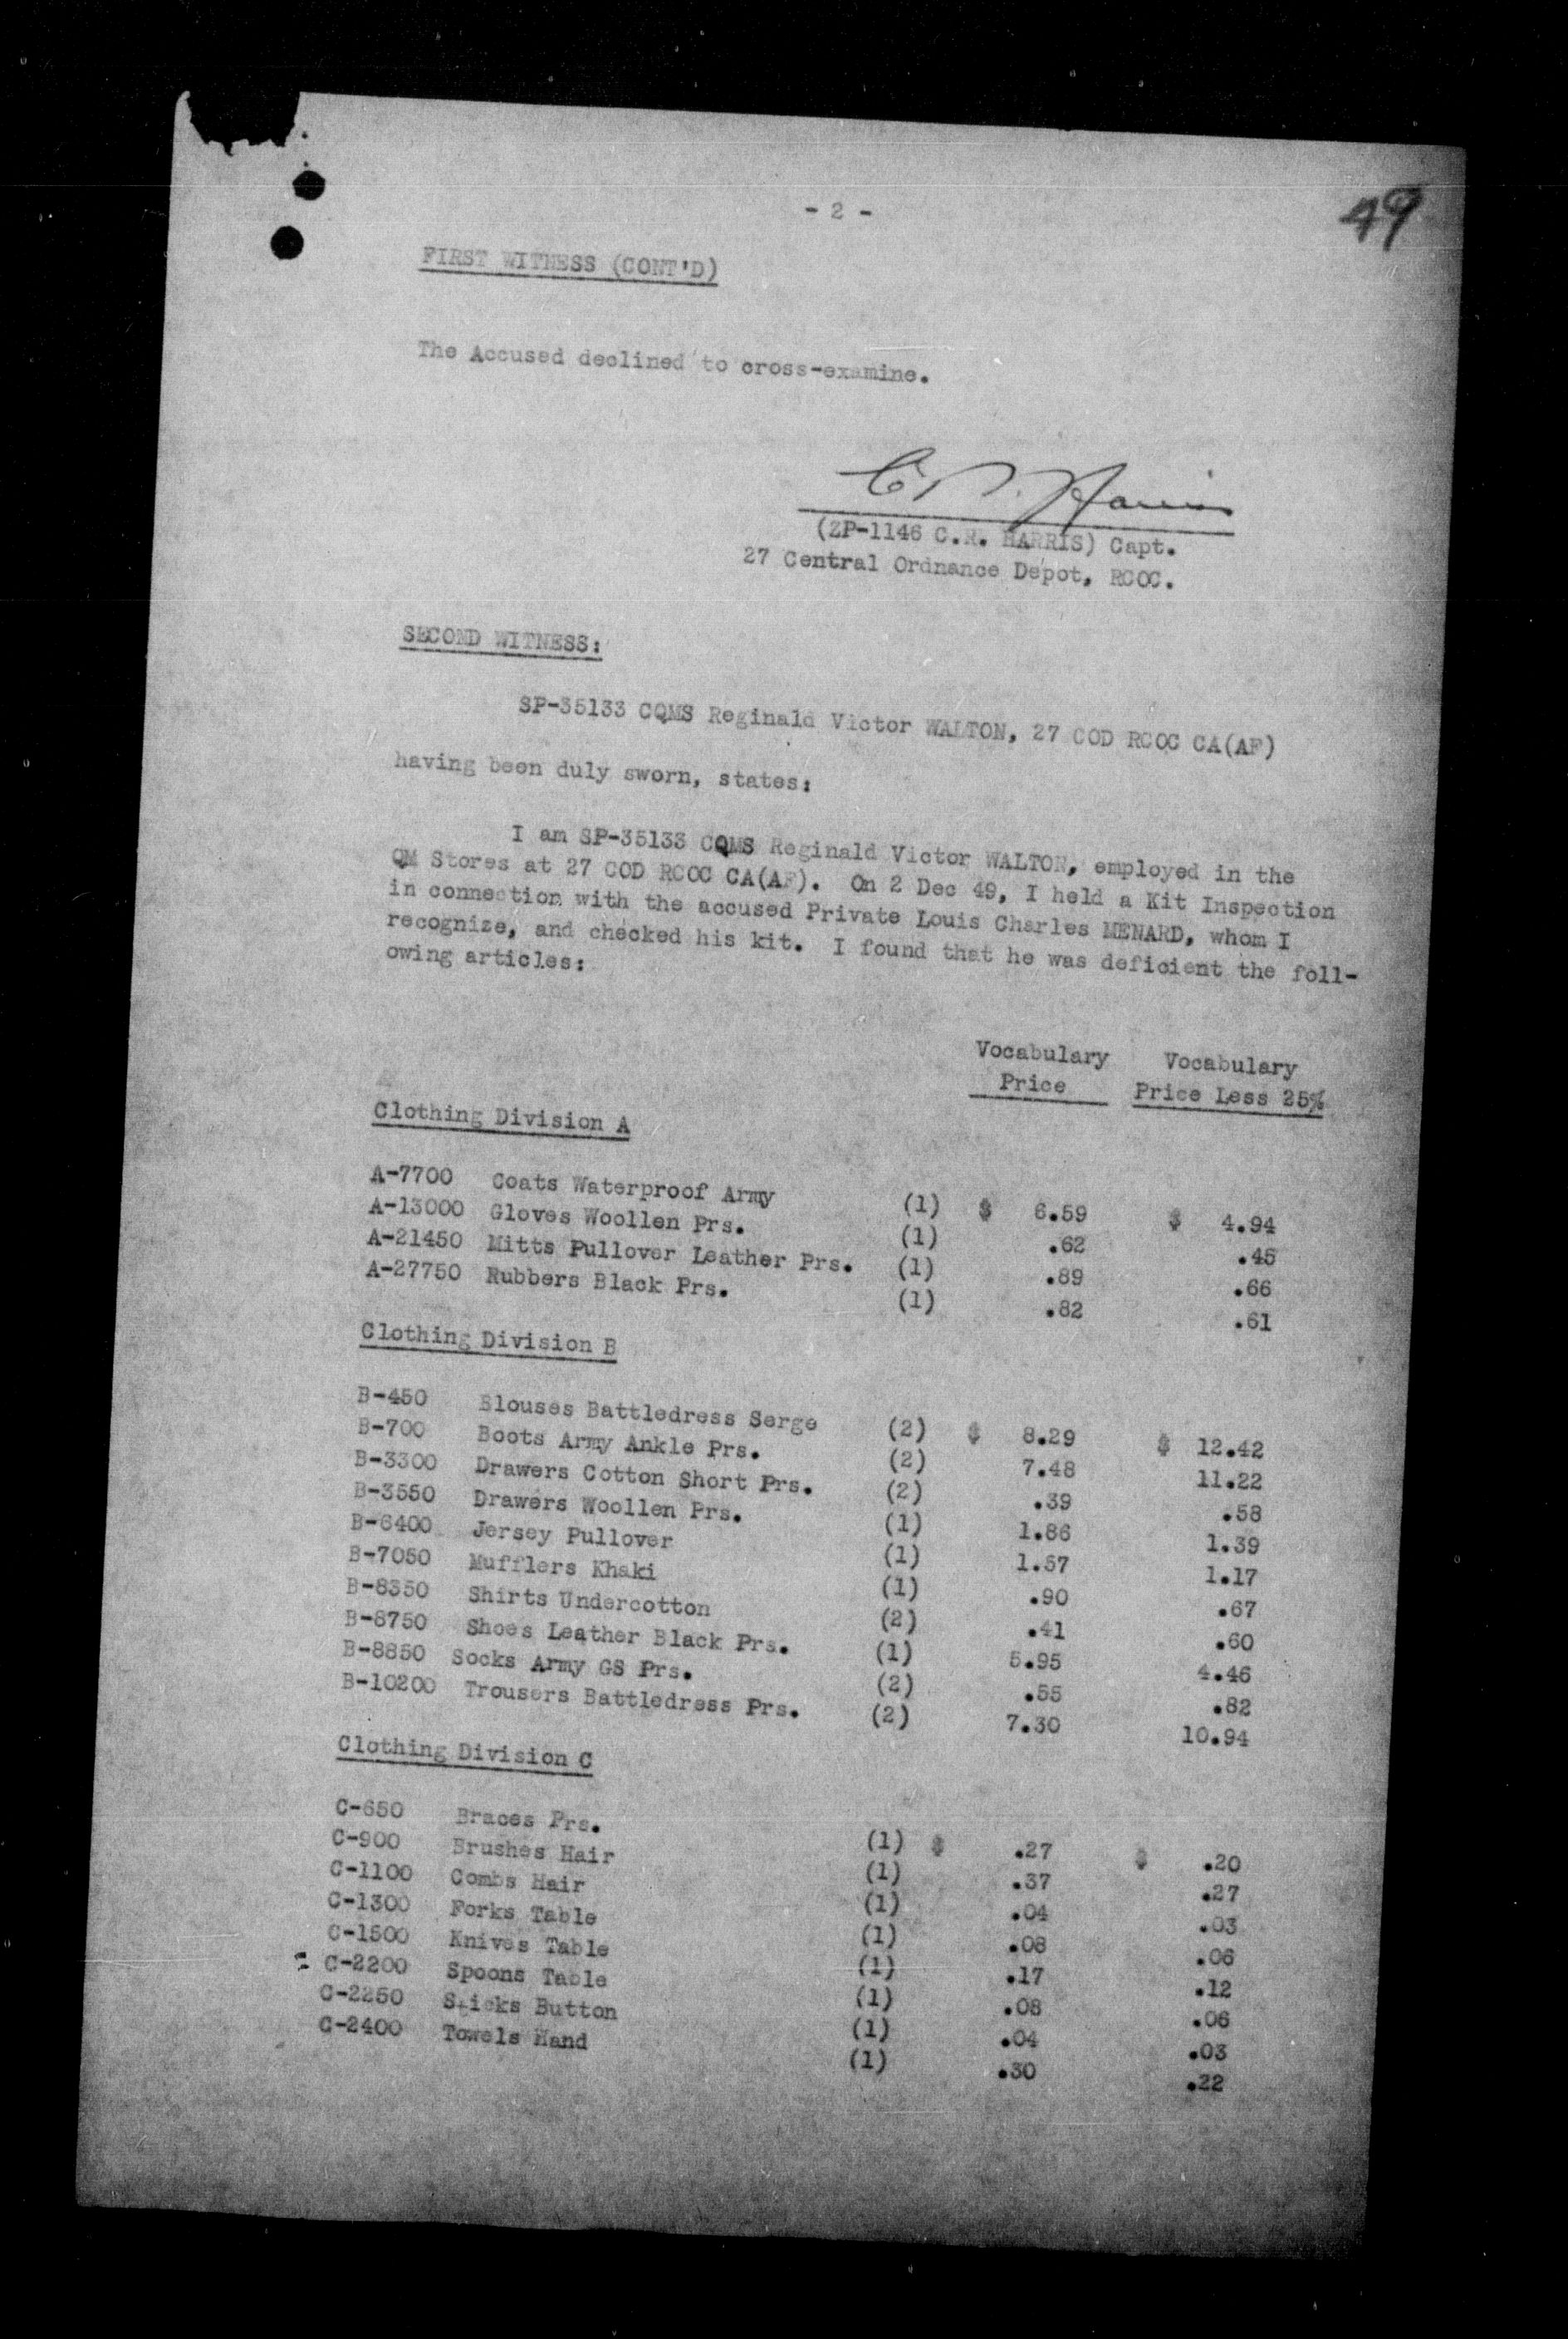 - 2 -
49
FIRST WITNESS (CONT'D)
The Accused declined to cross-examine.
C R. Harris
(ZP-1146 C.R. HARRIS) Capt.
27 Central Ordnance Depot, RCOC.
SECOND WITNESS:
SP-35133 CQMS Reginald Victor WALTON, 27 COD RCOC CA(AF)
having been duly sworn, states:
I am SP-35133 CQMS Reginald Victor WALTON, employed in the
QM Stores at 27 COD RCOC CA(AF). On 2 Dec 49, I held a Kit Inspection
in connection with the accused Private Louis Charles MENARD, whom I
recognize, and checked his kit. I found that he was deficient the foll-
owing articles:
Vocabulary Vocabulary
Price Price Less 25%
Clothing Division A
A-7700 Coats Waterproof Army (1) $ 6.59 $ 4.94
A-13000 Gloves Woollen Prs. (1) .62 .45
A-21450 Mitts Pullover Leather Prs. (1) .89 .66
A-27750 Rubbers Black Prs. (1) .82 .61
Clothing Division B
B-450 Blouses Battledress Serge (2) $ 8.29 $ 12.42
B-700 Boots Army Ankle Prs. (2) 7.48 11.22
B-3300 Drawers Cotton Short Prs. (2) .39 .58
B-3550 Drawers Woollen Prs. (1) 1.86 1.39
B-6400 Jersey Pullover (1) 1.57 1.17
B-7050 Mufflers Khaki (1) .90 .67
B-8350 Shirts Undercotton (2) .41 .60
B-8750 Shoes Leather Black Prs. (1) 5.95 4.46
B-8850 Socks Army GS Prs. (2) .55 .82
B-10200 Trousers Battledress Prs. (2) 7.30 10.94
Clothing Division C
C-650 Braces Prs. (1) $ .27 $ .20
C-900 Brushes Hair (1) .37 .27
C-1100 Combs Hair (1) .04 .03
C-1300 Forks Table (1) .08 .06
C-1500 Knives Table (1) .17 .12
C-2200 Spoons Table (1) .08 .06
C-2250 Sticks Button (1) .04 .03
C-2400 Towels Hand (1) .30 .22